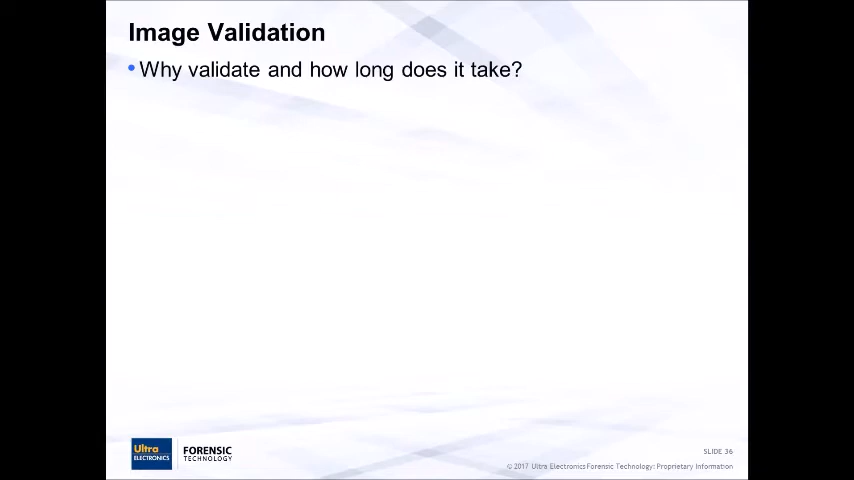 Image Validation
• Why validate and how long does it take?
Ultra
ELECTRONICS
FORENSIC
TECHNOLOGY
SLIDE 36
© 2017 Ultra Electronics Forensic Technology: Proprietary Information